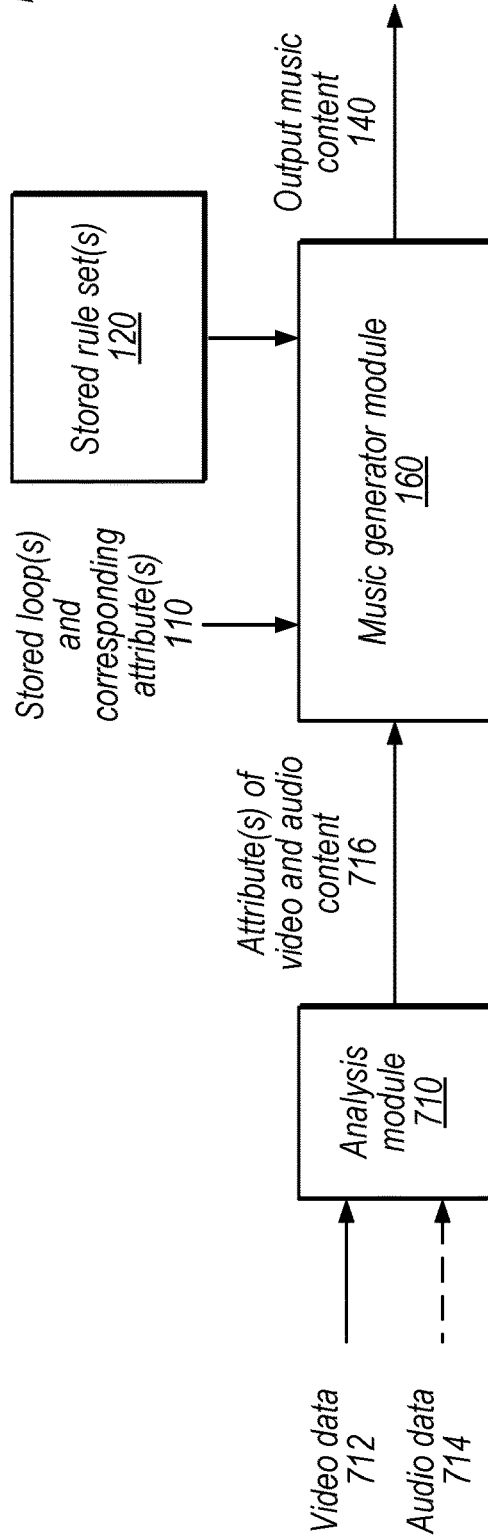 Video data
712
Audio data
714
Analysis
module
710
Attribute(s) of
video and audio
content
716
Stored loop(s)
and
corresponding
attribute(s)
110
Stored rule set(s)
120
Music generator module
160
Output music
content
140